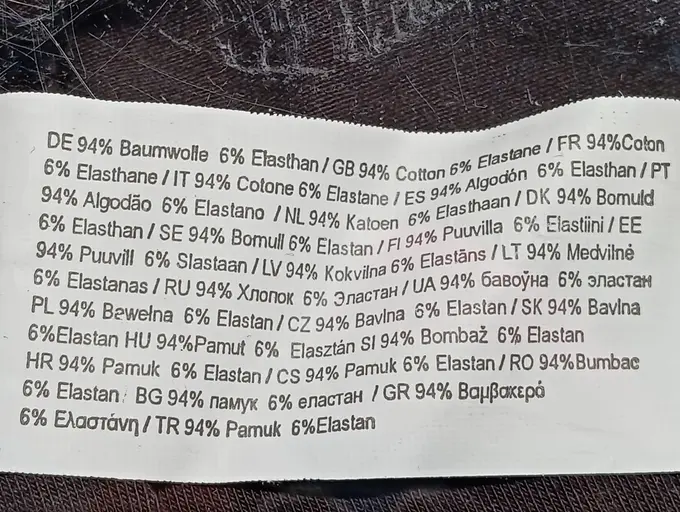 DE 94% Baumwolle 6% Elasthan / GB 94% Cotton 6% Elastane / FR 94%Coton
6% Elasthane / IT 94% Cotone 6% Elastane / ES 94% Algodón 6% Elasthan / PT
94% Algodão 6% Elastano / NL 94% Katoen 6% Elasthaan / DK 94% Bomuld
6% Elasthan / SE 94% Bomull 6% Elastan / FI 94% Puuvilla 6% Elastiini / EE
94% Puuvill 6% Slastaan / LV 94% Kokvilna 6% Elastāns / LT 94% Medvilnė
6% Elastanas / RU 94% Хлопок 6% Эластан / UA 94% бавоўна 6% эластан
PL 94% Bawełna 6% Elastan / CZ 94% Bavlna 6% Elastan / SK 94% Bavlna
6%Elastan HU 94%Pamut 6% Elasztán SI 94% Bombaž 6% Elastan
HR 94% Pamuk 6% Elastan / CS 94% Pamuk 6% Elastan / RO 94%Bumbac
6% Elastan / BG 94% памук 6% еластан / GR 94% Βαμβακερό
6% Ελαστάνη / TR 94% Pamuk 6%Elastan